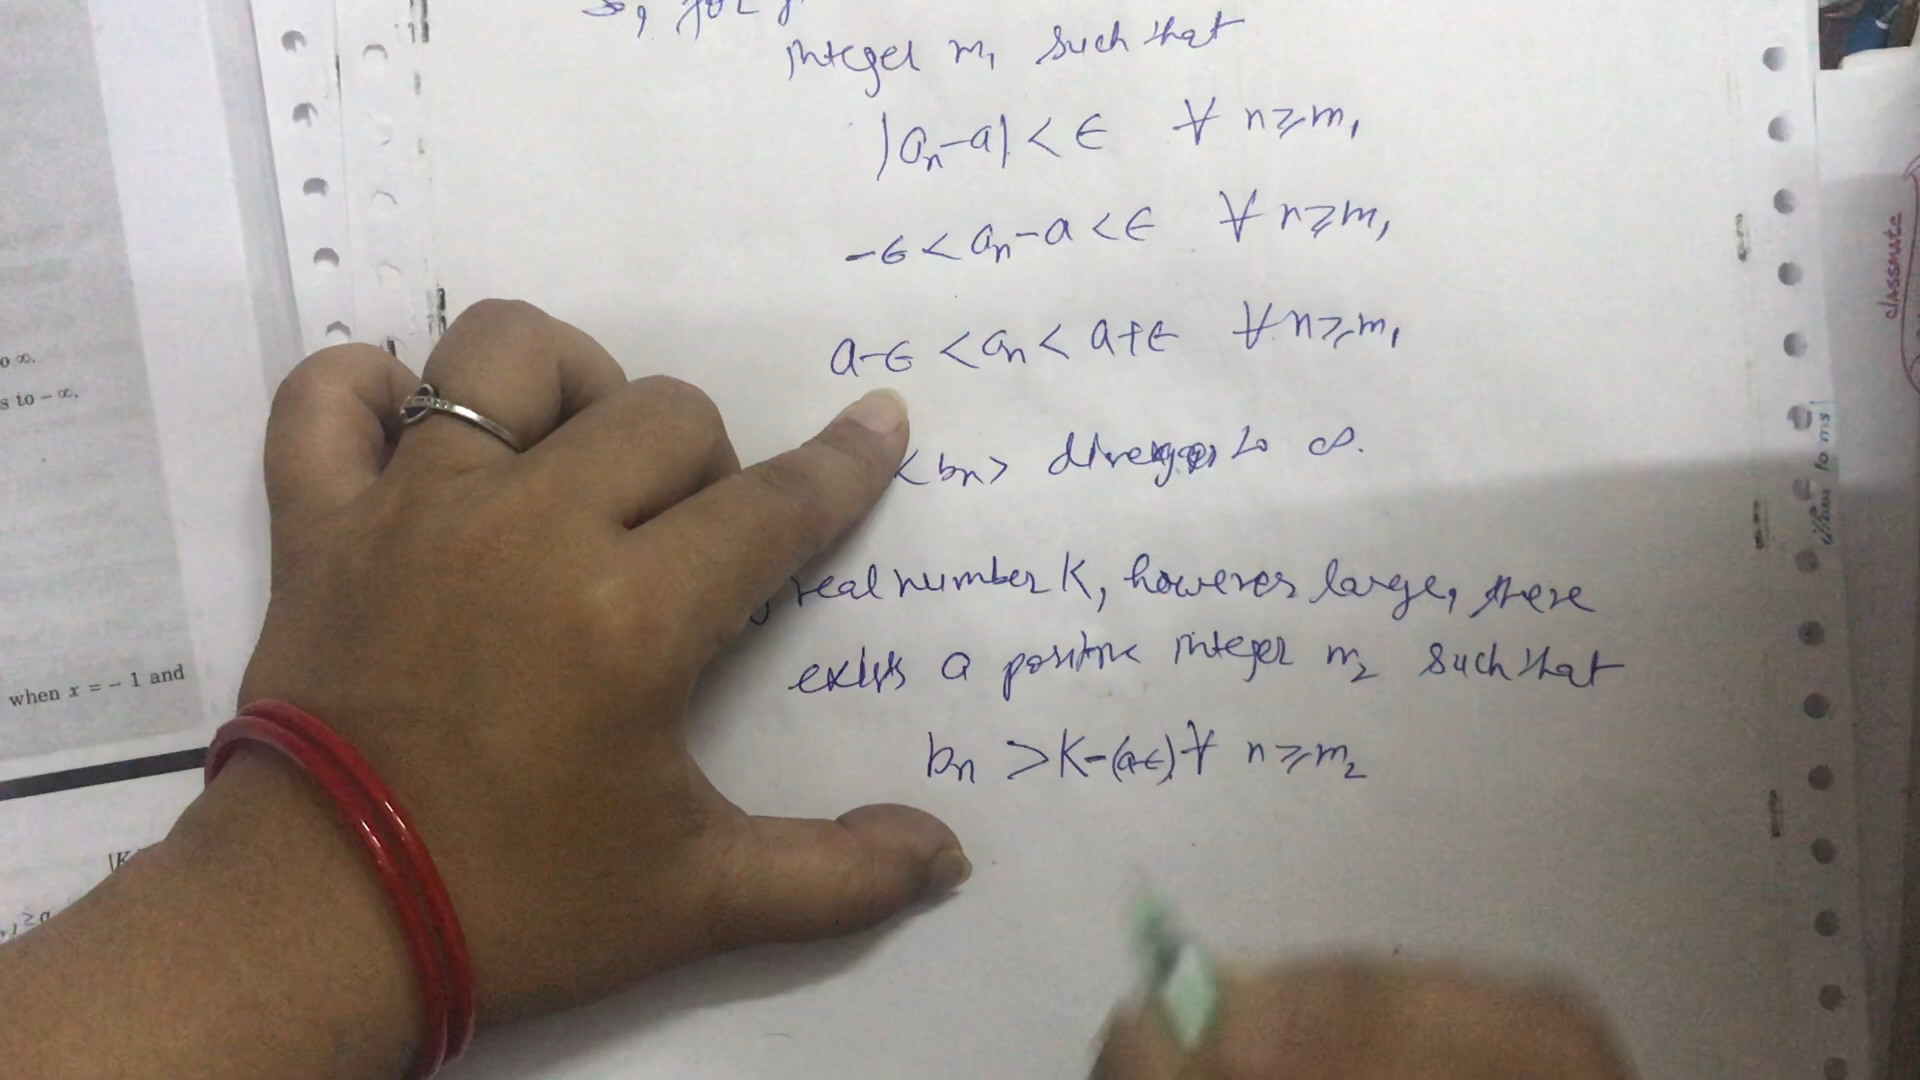 integer m₁ such that
|aₙ-a| < ∈ ∀ n≥m₁
-∈ < aₙ-a < ∈ ∀ n≥m₁
a-∈ < aₙ < a+∈ ∀ n≥m₁
<bₙ> diverges to ∞.
real number K, however large, there
exists a positive integer m₂ such that
bₙ > K-(a-∈) ∀ n≥m₂
o ∞.
s to - ∞.
when x = - 1 and
classmate